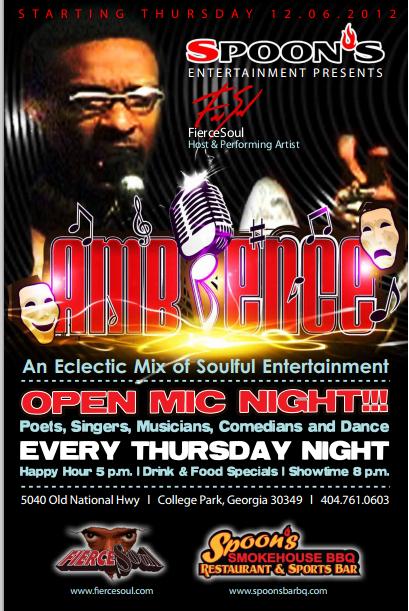 STARTING THURSDAY 12.06.2012
SPOON'S
ENTERTAINMENT PRESENTS
FierceSoul
Host & Performing Artist
AMBIENCE
An Eclectic Mix of Soulful Entertainment
OPEN MIC NIGHT!!!
Poets, Singers, Musicians, Comedians and Dance
EVERY THURSDAY NIGHT
Happy Hour 5 p.m. | Drink & Food Specials | Showtime 8 p.m.
5040 Old National Hwy | College Park, Georgia 30349 | 404.761.0603
FIERCESOUL
www.fiercesoul.com
Spoon's
SMOKEHOUSE BBQ
RESTAURANT & SPORTS BAR
www.spoonsbarbq.com